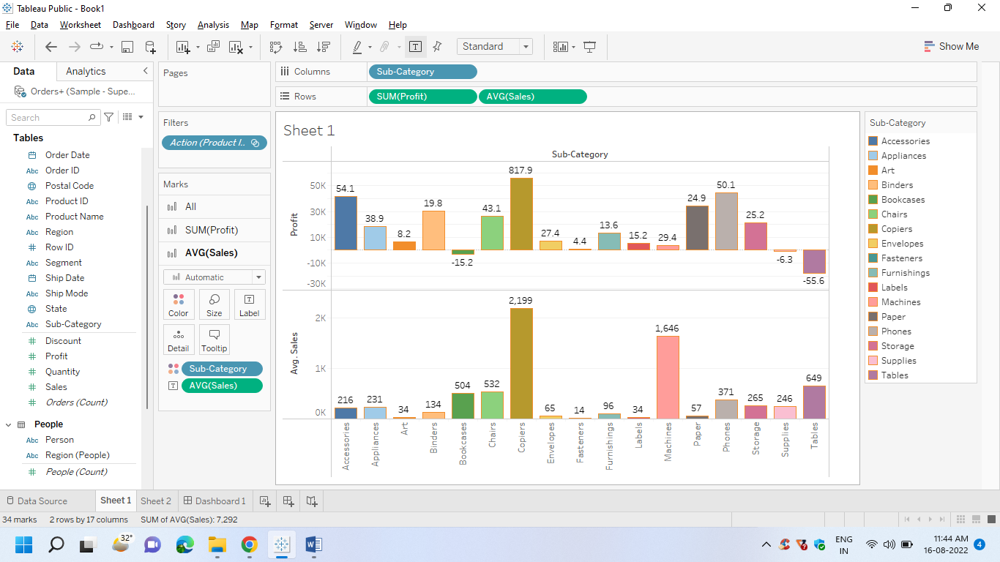 Tableau Public - Book1
File Data Worksheet Dashboard Story Analysis Map Format Server Window Help
Standard
Show Me
Data Analytics
Orders+ (Sample - Supe...
Search
Tables
Order Date
Abc Order ID
Postal Code
Abc Product ID
Abc Product Name
Abc Region
Row ID
Abc Segment
Ship Date
Abc Ship Mode
State
Abc Sub-Category
Discount
Profit
Quantity
Sales
Orders (Count)
People
Abc Person
Abc Region (People)
People (Count)
Pages
Filters
Action (Product I..
Marks
All
SUM(Profit)
AVG(Sales)
Automatic
Color Size Label
Detail Tooltip
Sub-Category
AVG(Sales)
Columns Sub-Category
Rows SUM(Profit) AVG(Sales)
Sheet 1
Sub-Category
Profit
50K
30K
10K
-10K
-30K
54.1 38.9 8.2 19.8 -15.2 43.1 817.9 27.4 4.4 13.6 15.2 29.4 24.9 50.1 25.2 -6.3 -55.6
Avg. Sales
2K
1K
0K
216 231 34 134 504 532 2,199 65 14 96 34 1,646 57 371 265 246 649
Accessories Appliances Art Binders Bookcases Chairs Copiers Envelopes Fasteners Furnishings Labels Machines Paper Phones Storage Supplies Tables
Sub-Category
Accessories
Appliances
Art
Binders
Bookcases
Chairs
Copiers
Envelopes
Fasteners
Furnishings
Labels
Machines
Paper
Phones
Storage
Supplies
Tables
Data Source Sheet 1 Sheet 2 Dashboard 1
34 marks 2 rows by 17 columns SUM of AVG(Sales): 7,292
32°
ENG
IN
11:44 AM
16-08-2022
4